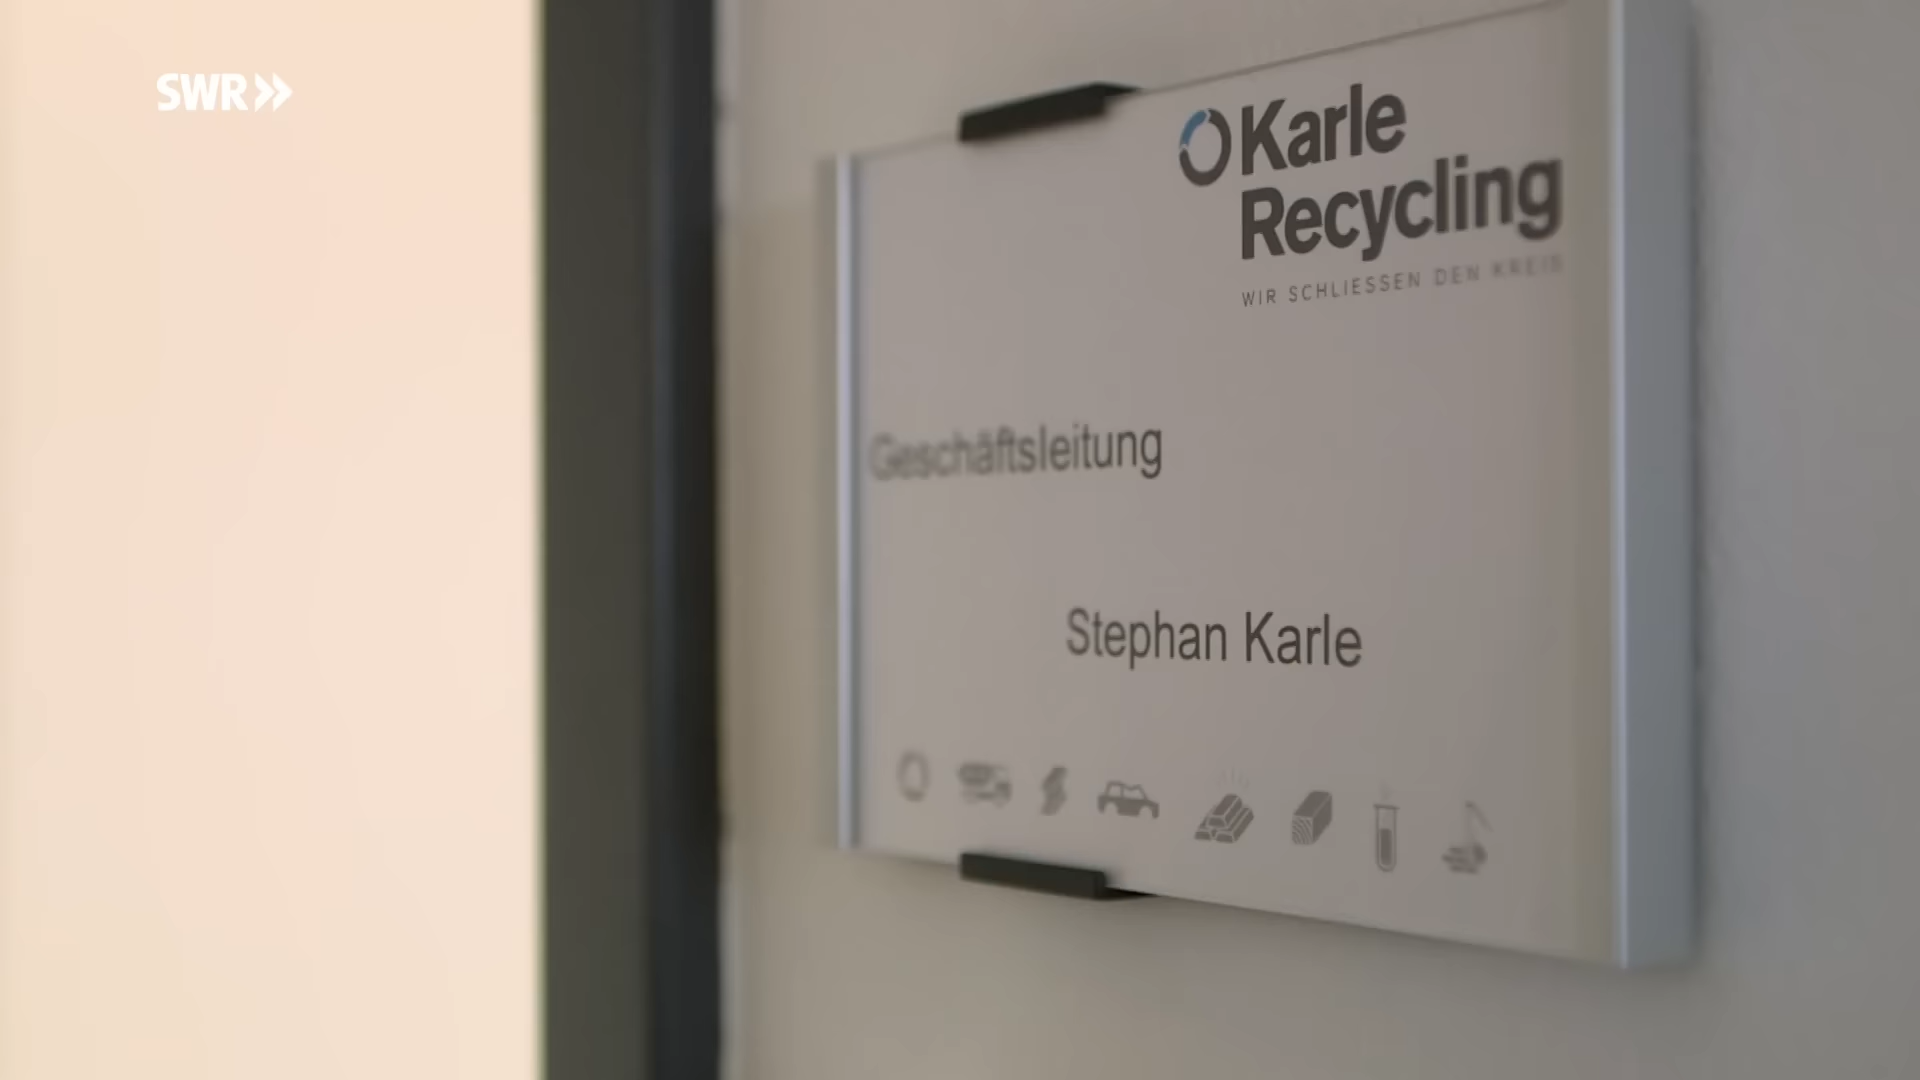 SWR
Karle
Recycling
WIR SCHLIESSEN DEN KREIS
Geschäftsleitung
Stephan Karle